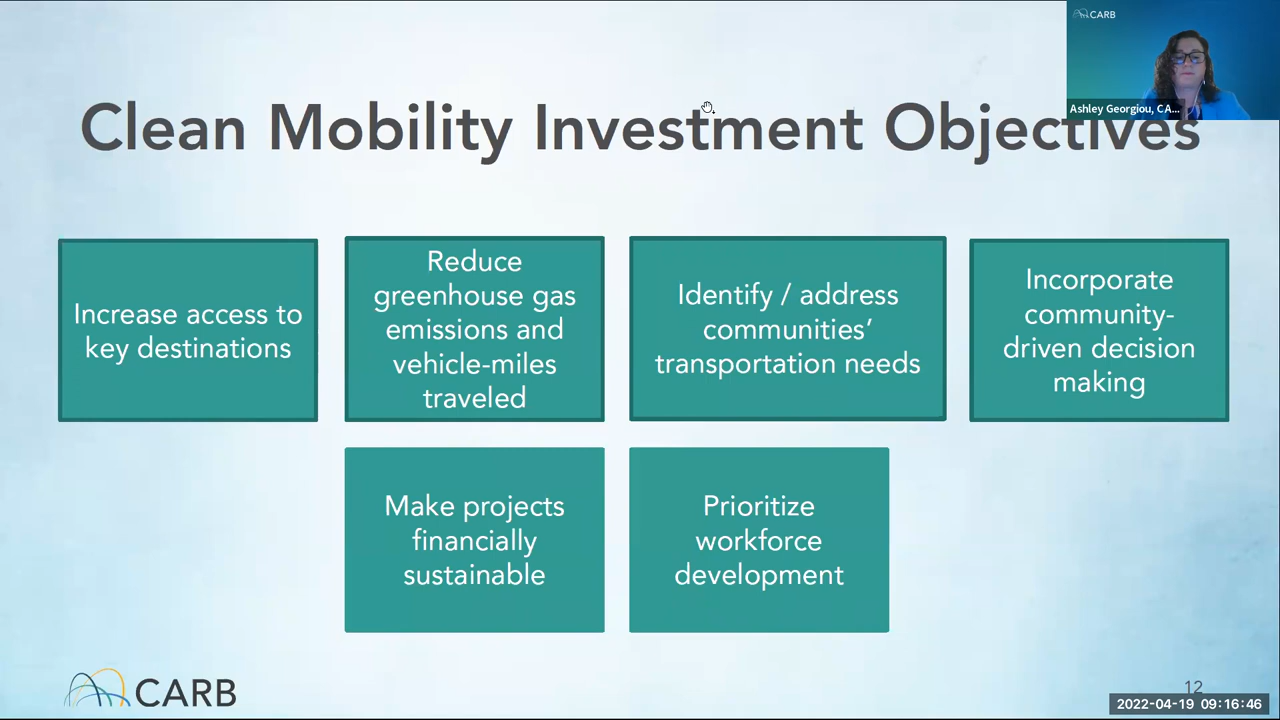 CARB
Ashley Georgiou, CA...
Clean Mobility Investment Objectives
Increase access to
key destinations
Reduce
greenhouse gas
emissions and
vehicle-miles
traveled
Identify / address
communities’
transportation needs
Incorporate
community-
driven decision
making
Make projects
financially
sustainable
Prioritize
workforce
development
CARB
12
2022-04-19 09:16:46